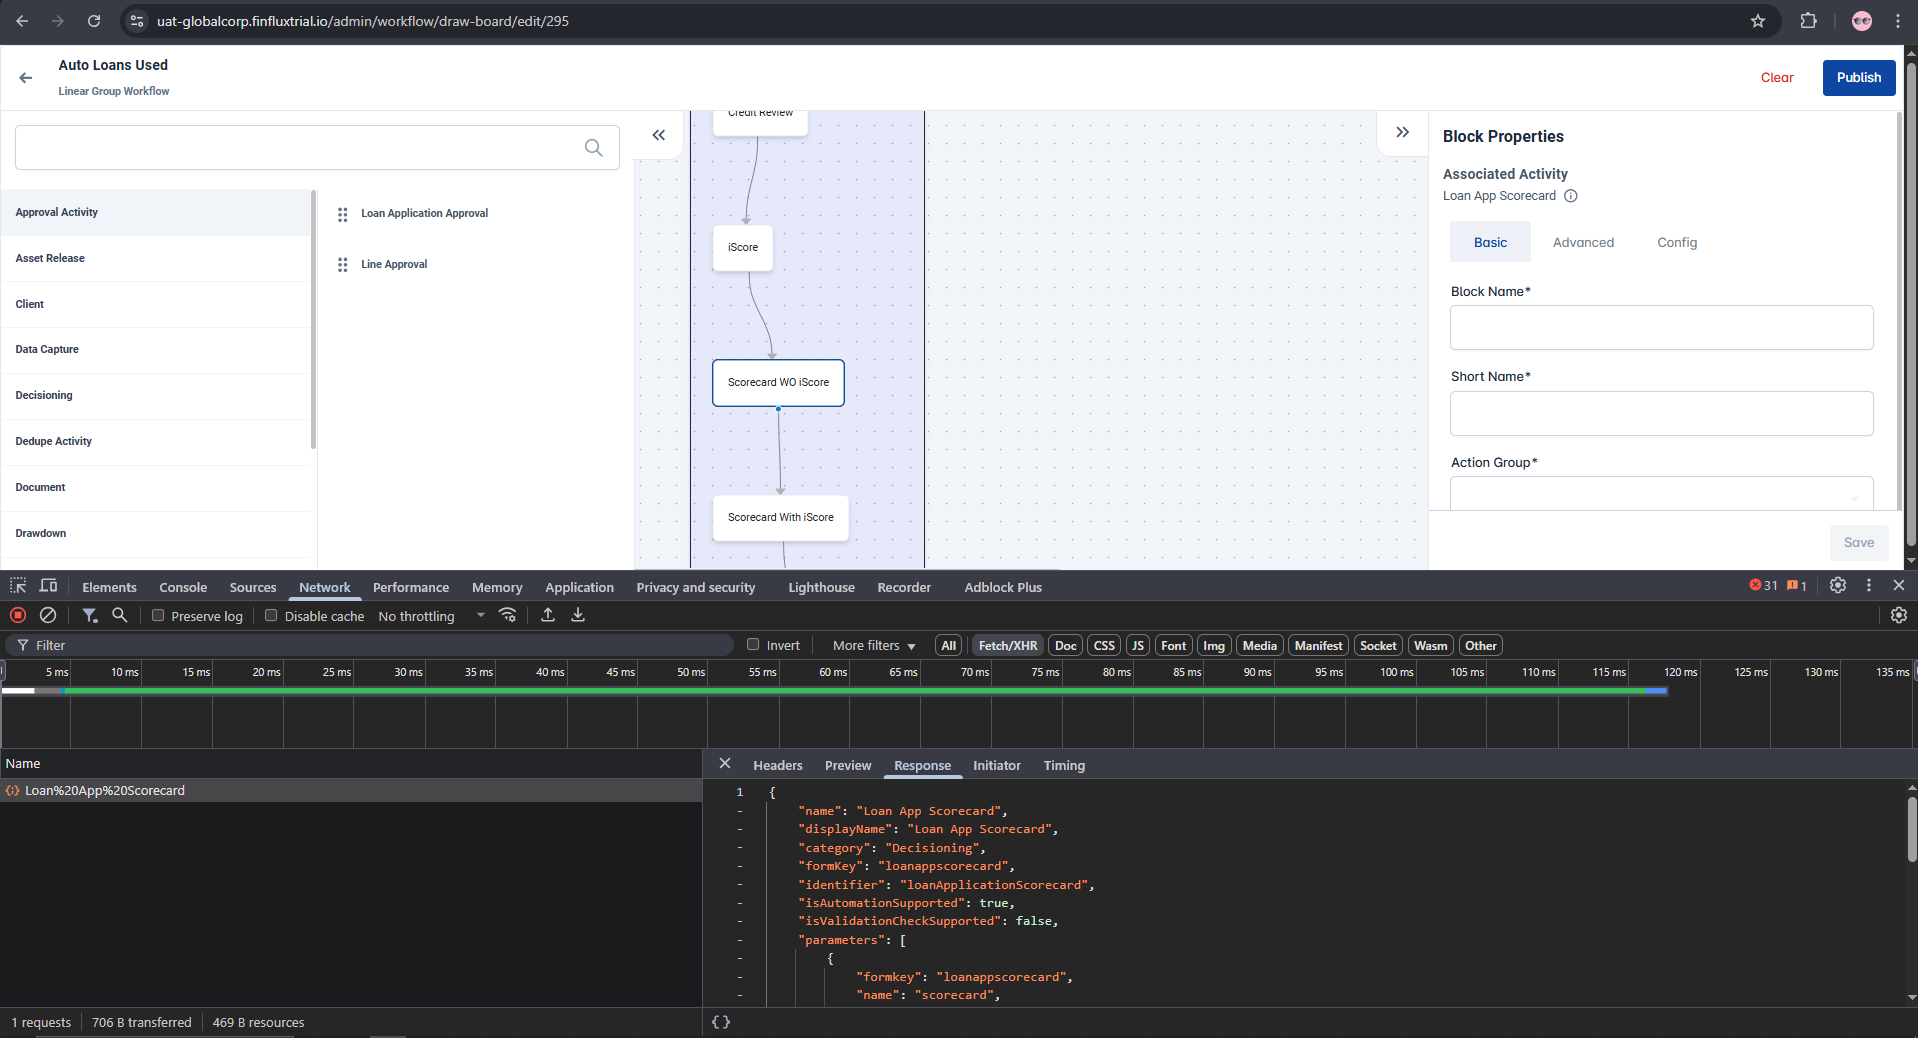 uat-globalcorp.finfluxtrial.io/admin/workflow/draw-board/edit/295
Auto Loans Used
Linear Group Workflow
Clear
Publish
Approval Activity
Asset Release
Client
Data Capture
Decisioning
Dedupe Activity
Document
Drawdown
Loan Application Approval
Line Approval
Credit Review
iScore
Scorecard WO iScore
Scorecard With iScore
Block Properties
Associated Activity
Loan App Scorecard
Basic
Advanced
Config
Block Name*
Short Name*
Action Group*
Save
Elements
Console
Sources
Network
Performance
Memory
Application
Privacy and security
Lighthouse
Recorder
Adblock Plus
31
1
Preserve log
Disable cache
No throttling
Filter
Invert
More filters
All
Fetch/XHR
Doc
CSS
JS
Font
Img
Media
Manifest
Socket
Wasm
Other
5 ms
10 ms
15 ms
20 ms
25 ms
30 ms
35 ms
40 ms
45 ms
50 ms
55 ms
60 ms
65 ms
70 ms
75 ms
80 ms
85 ms
90 ms
95 ms
100 ms
105 ms
110 ms
115 ms
120 ms
125 ms
130 ms
135 ms
Name
Loan%20App%20Scorecard
Headers
Preview
Response
Initiator
Timing
1 {
- "name": "Loan App Scorecard",
- "displayName": "Loan App Scorecard",
- "category": "Decisioning",
- "formKey": "loanappscorecard",
- "identifier": "loanApplicationScorecard",
- "isAutomationSupported": true,
- "isValidationCheckSupported": false,
- "parameters": [
- {
- "formkey": "loanappscorecard",
- "name": "scorecard",
1 requests
706 B transferred
469 B resources
{}